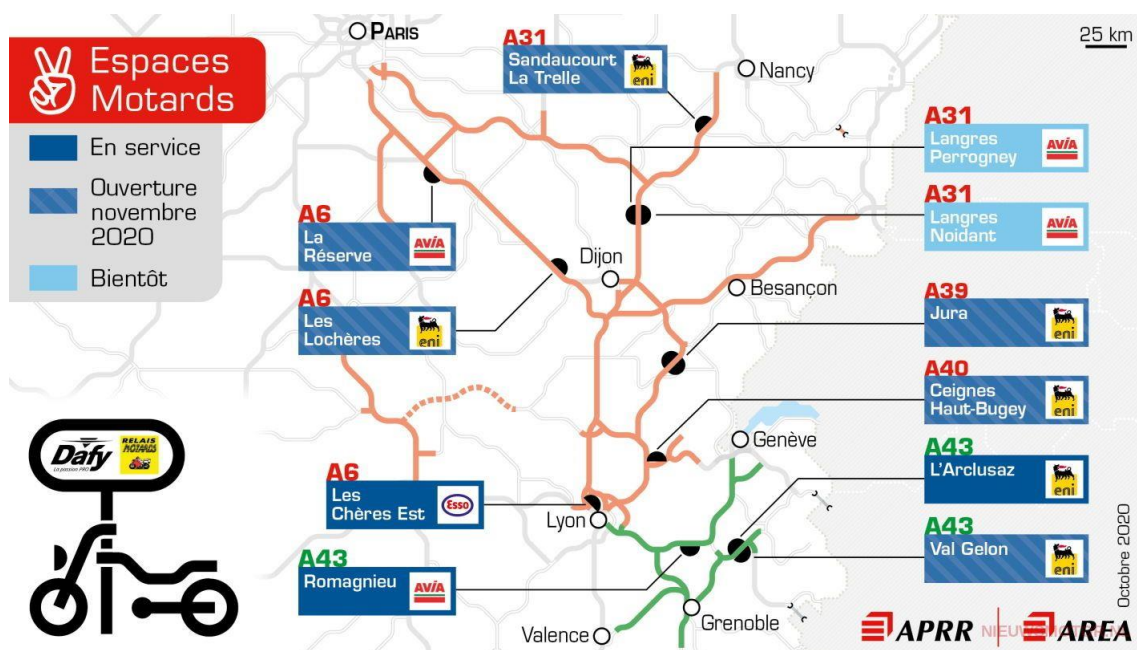 Espaces
Motards
En service
Ouverture
novembre
2020
Bientôt
PARIS
25 km
A31
Sandaucourt
La Trelle
eni
Nancy
A31
Langres
Perrogney
AVIA
A31
Langres
Noidant
AVIA
A6
La
Réserve
AVIA
Dijon
Besançon
A6
Les
Lochères
eni
A39
Jura
eni
A40
Ceignes
Haut-Bugey
eni
Genève
A43
L'Arclusaz
eni
A6
Les
Chères Est
Esso
Lyon
A43
Val Gelon
eni
A43
Romagnieu
AVIA
Grenoble
Valence
Dafy
La passion PRO
RELAIS
MOTARDS
Octobre 2020
APRR
AREA